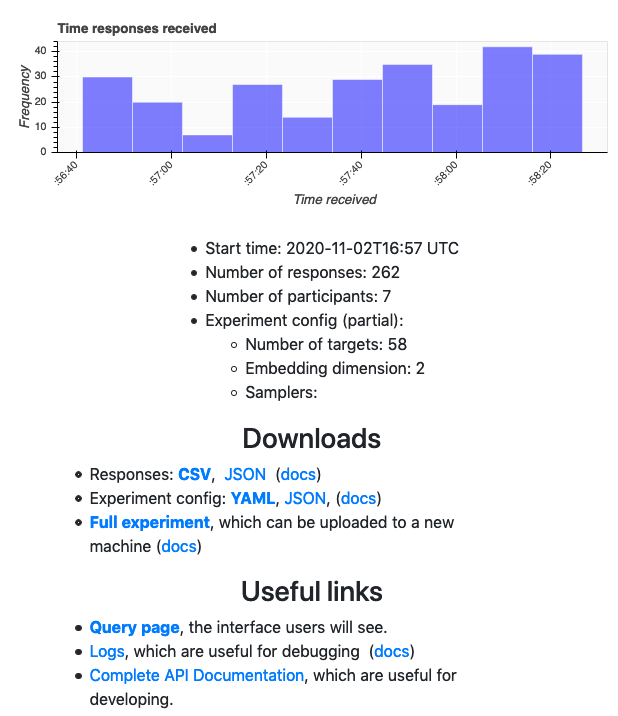 Time responses received
40
30
20
10
0
Frequency
:56:40
:57:00
:57:20
:57:40
:58:00
:58:20
Time received
• Start time: 2020-11-02T16:57 UTC
• Number of responses: 262
• Number of participants: 7
• Experiment config (partial):
◦ Number of targets: 58
◦ Embedding dimension: 2
◦ Samplers:
Downloads
• Responses: CSV, JSON (docs)
• Experiment config: YAML, JSON, (docs)
• Full experiment, which can be uploaded to a new
machine (docs)
Useful links
• Query page, the interface users will see.
• Logs, which are useful for debugging (docs)
• Complete API Documentation, which are useful for
developing.